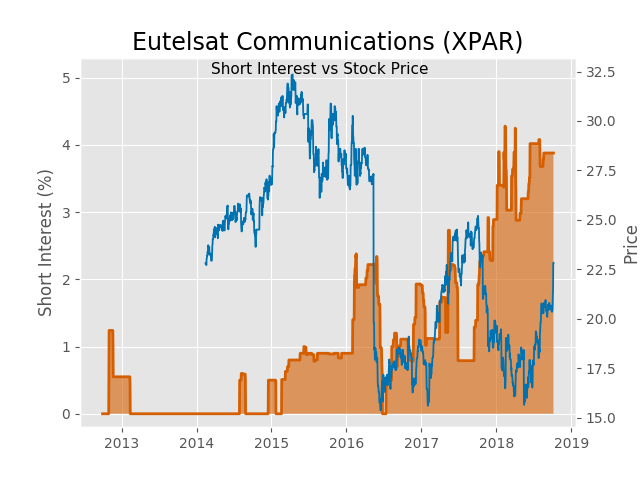 Eutelsat Communications (XPAR)
Short Interest vs Stock Price
Short Interest (%)
5
4
3
2
1
0
32.5
30.0
27.5
25.0
22.5
20.0
17.5
15.0
Price
2013 2014 2015 2016 2017 2018 2019